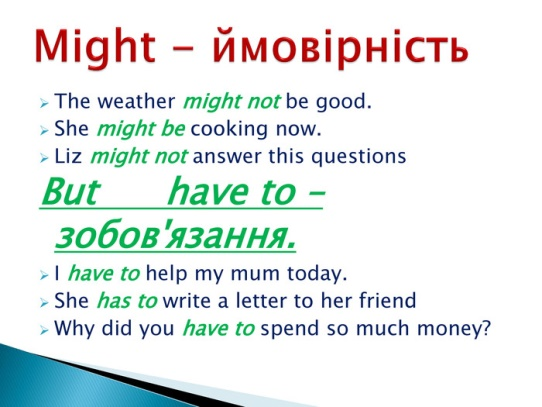 Might – ймовірність
The weather might not be good.
She might be cooking now.
Liz might not answer this questions
But have to –
зобов'язання.
I have to help my mum today.
She has to write a letter to her friend
Why did you have to spend so much money?